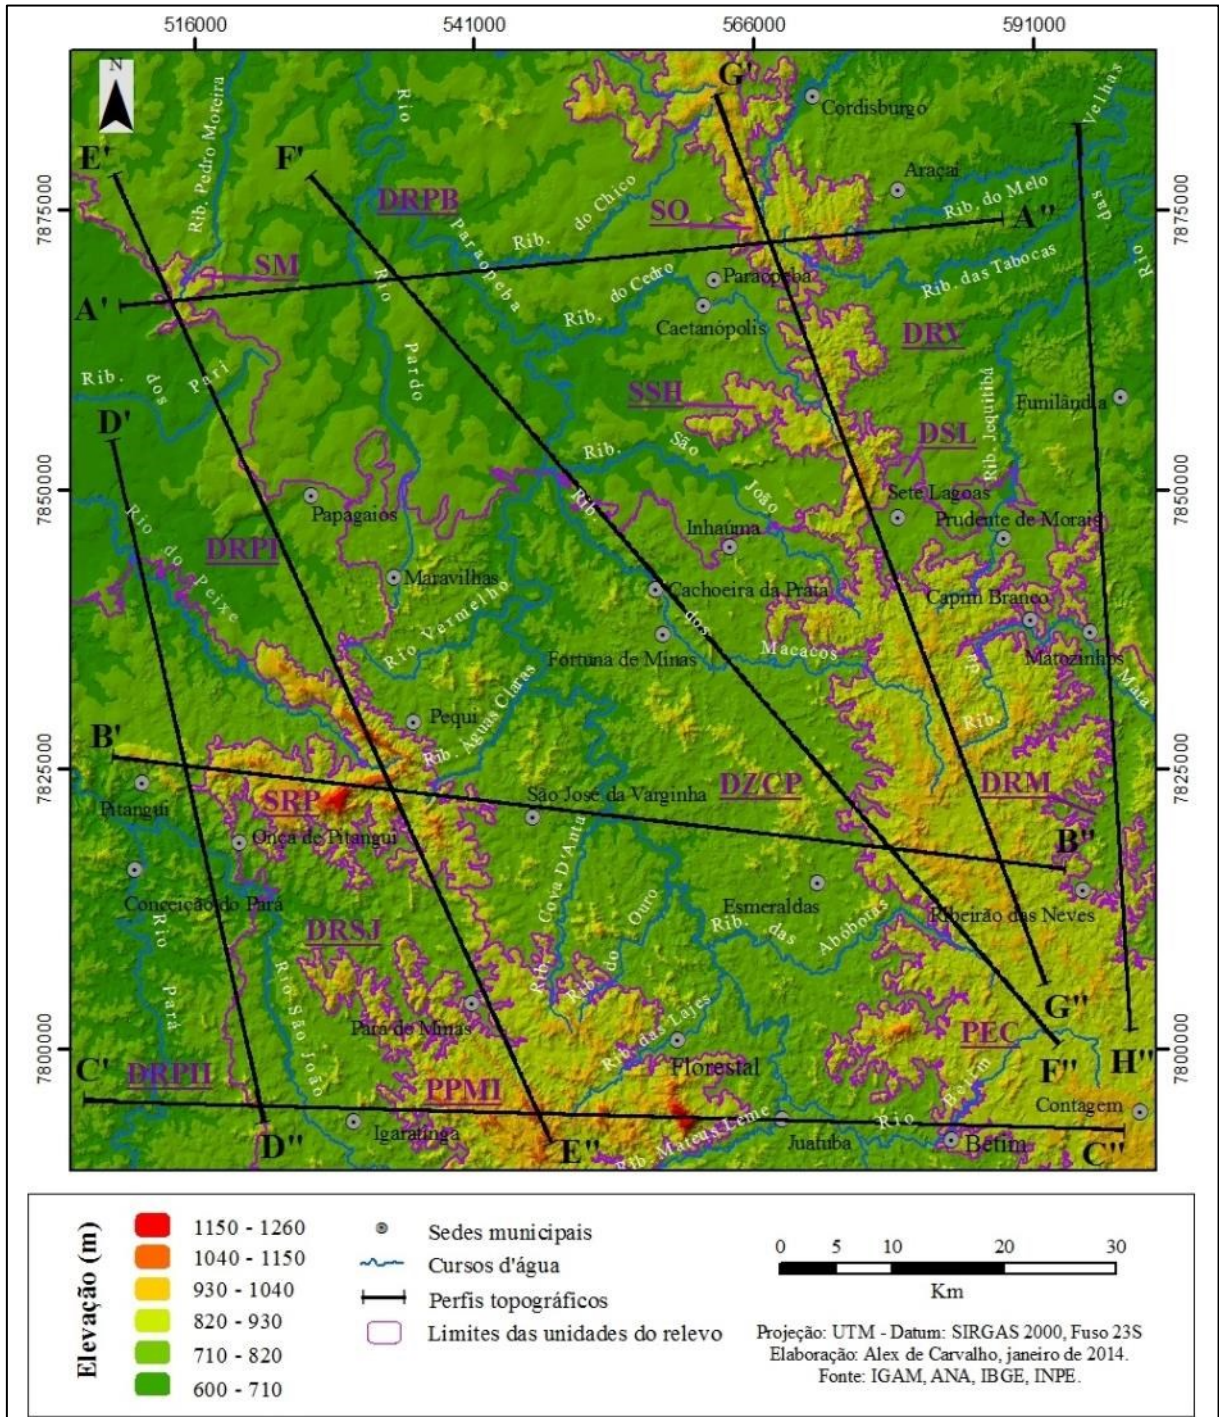 516000
541000
566000
591000
N
G'
Cordisburgo
Velhas
das
Rio
Rib. Pedro Moreira
Rio
E'
F'
DRPB
Araçai
7875000
7875000
Rib. do Chico
SO
Rib. do Melo
A''
Paraopeba
SM
Rio
Pardo
Paraopeba
Rib. das Tabocas
A'
Rib. do Cedro
Caetanópolis
DRV
Rib. dos Pari
SSH
Funilândia
D'
Rib. Jequitibá
DSL
Rib. São João
7850000
7850000
Papagaios
Sete Lagoas
Prudente de Morais
Rio do Peixe
DRPI
Inhaúma
Maravilhas
Rib. dos Macacos
Cachoeira da Prata
Capim Branco
Rio Vermelho
Fortuna de Minas
Matozinhos
Rib. da
Mata
Pequi
Rib. Águas Claras
B'
7825000
7825000
Pitangui
SRP
São José da Varginha
DZCP
DRM
Onça de Pitangui
B''
Conceição do Pará
Rib. Cova D'Anta
Esmeraldas
Ribeirão das Neves
Rib. do Ouro
Rib. das Abóboras
DRSJ
Rio Pará
Rio São João
G''
Pará de Minas
Rib. das Lajes
PEC
7800000
7800000
F''
H''
C'
DRPII
PPMI
Florestal
Rio Betim
Contagem
D''
Igaratinga
E''
Rib. Mateus Leme
Juatuba
Betim
C''
Elevação (m)
1150 - 1260
1040 - 1150
930 - 1040
820 - 930
710 - 820
600 - 710
Sedes municipais
Cursos d'água
Perfis topográficos
Limites das unidades do relevo
0 5 10 20 30
Km
Projeção: UTM - Datum: SIRGAS 2000, Fuso 23S
Elaboração: Alex de Carvalho, janeiro de 2014.
Fonte: IGAM, ANA, IBGE, INPE.